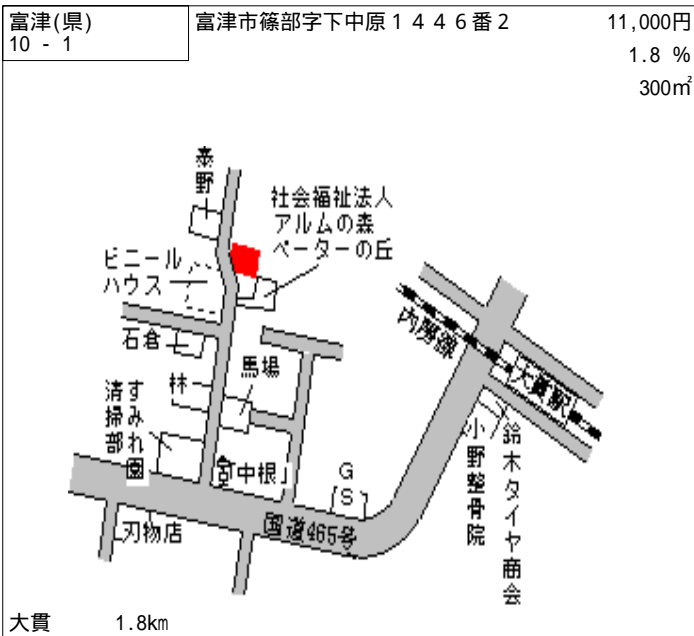 富津(県)
10 - 1
富津市篠部字下中原１４４６番２
11,000円
1.8 %
300㎡
泰野
社会福祉法人
アルムの森
ペーターの丘
ビニール
ハウス
石倉
林
馬場
すみれ園
清掃部
宮
中根
G
S
国道465号
刃物店
内房線
大貫駅
小野整骨院
鈴木タイヤ商会
大貫
1.8km